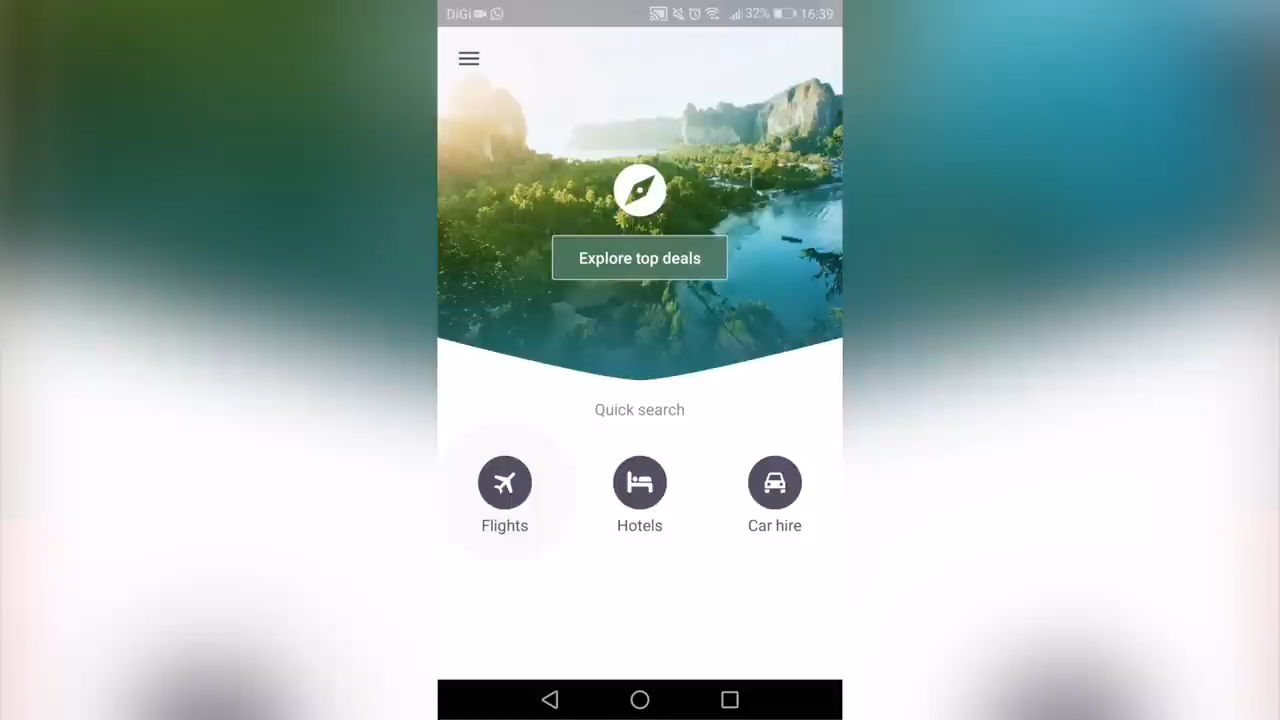 DIGI 32% 16:39
Explore top deals
Quick search
Flights Hotels Car hire